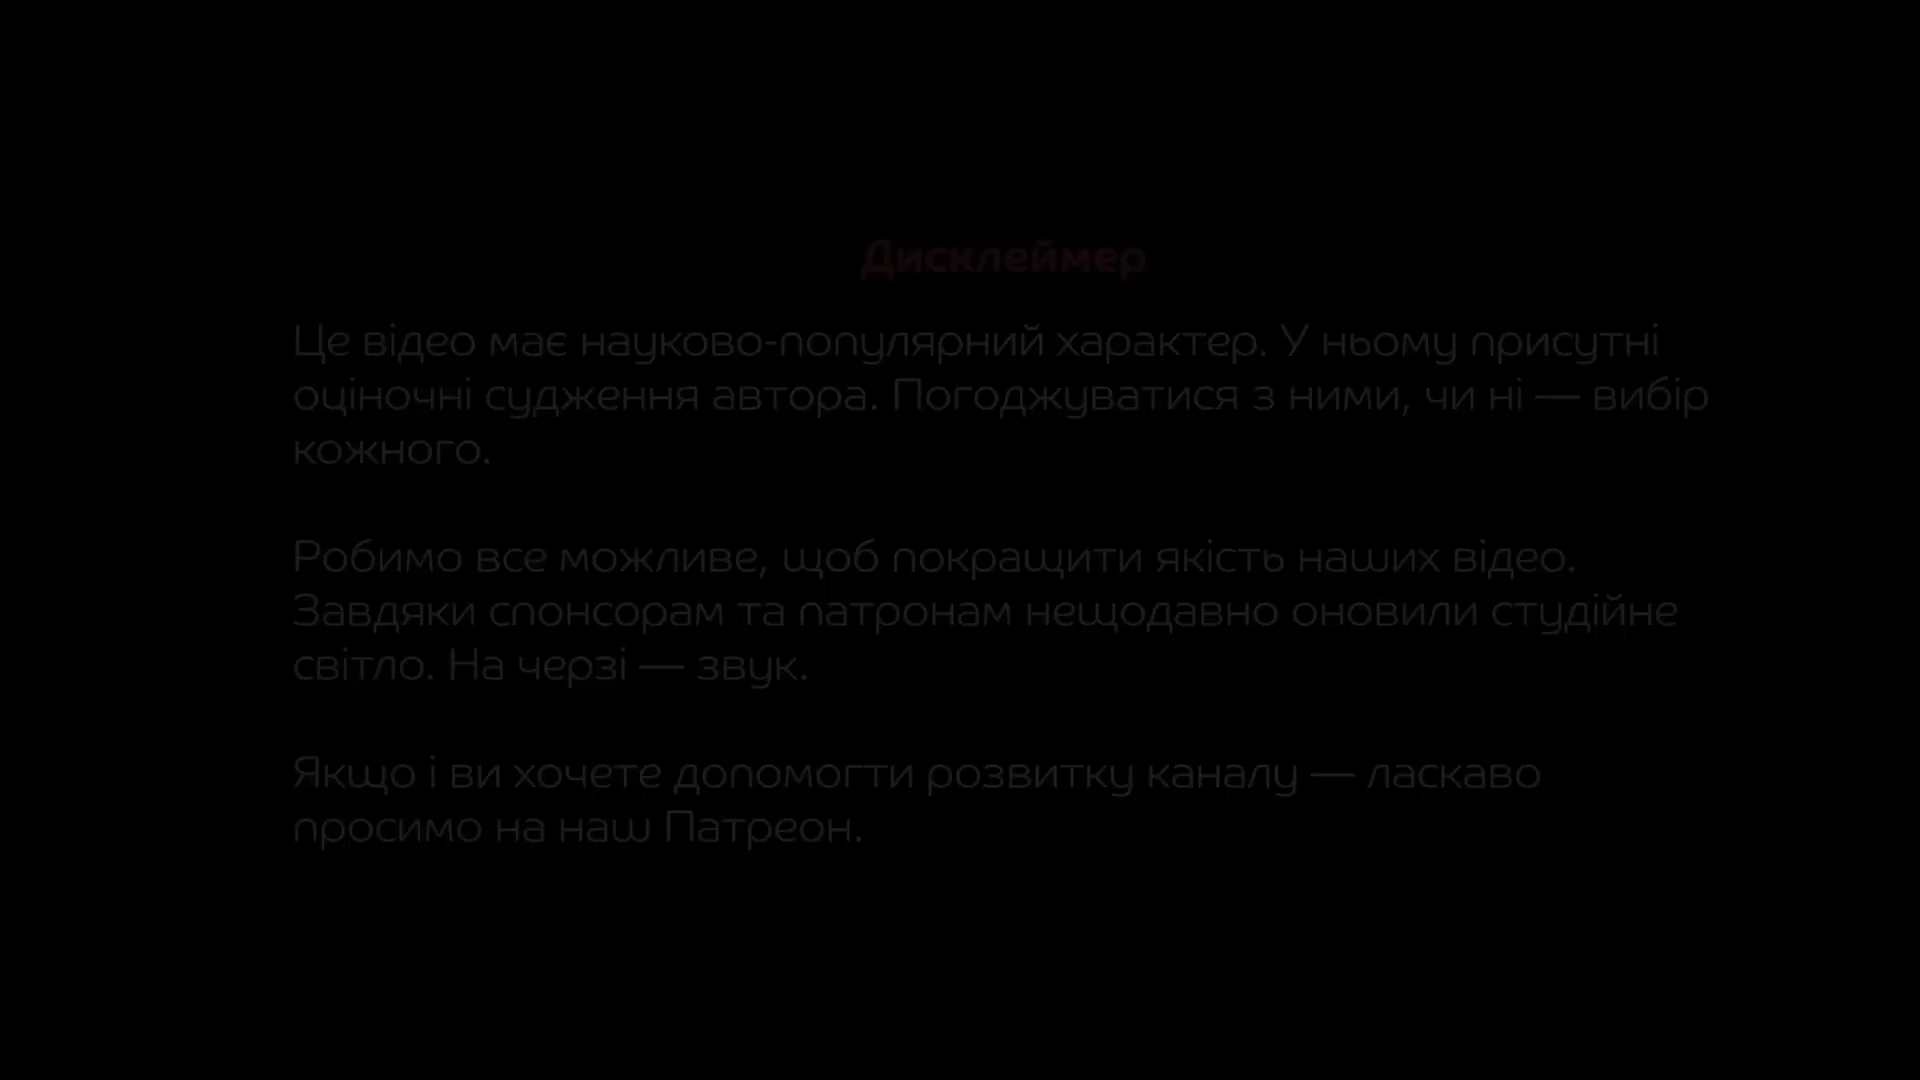 Дисклеймер
Це відео має науково-популярний характер. У ньому присутні
оціночні судження автора. Погоджуватися з ними, чи ні — вибір
кожного.
Робимо все можливе, щоб покращити якість наших відео.
Завдяки спонсорам та патронам нещодавно оновили студійне
світло. На черзі — звук.
Якщо і ви хочете допомогти розвитку каналу — ласкаво
просимо на наш Патреон.